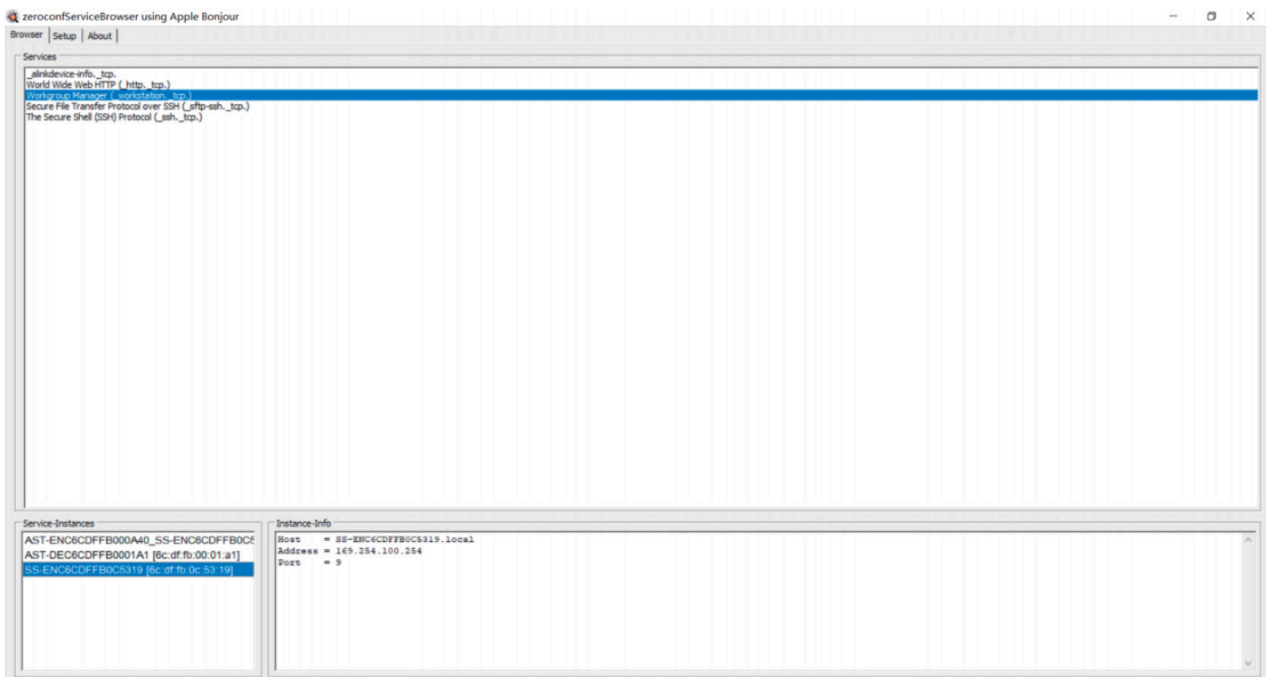 zeroconfServiceBrowser using Apple Bonjour
Browser Setup About
Services
_alinkdevice-info._tcp.
World Wide Web HTTP (_http._tcp.)
Workgroup Manager (_workstation._tcp.)
Secure File Transfer Protocol over SSH (_sftp-ssh._tcp.)
The Secure Shell (SSH) Protocol (_ssh._tcp.)
Service-Instances
AST-ENC6CDFFB000A40_SS-ENC6CDFFB0C5
AST-DEC6CDFFB0001A1 [6c:df:fb:00:01:a1]
SS-ENC6CDFFB0C5319 [6c:df:fb:0c:53:19]
Instance-Info
Host = SS-ENC6CDFFB0C5319.local
Address = 169.254.100.254
Port = 9